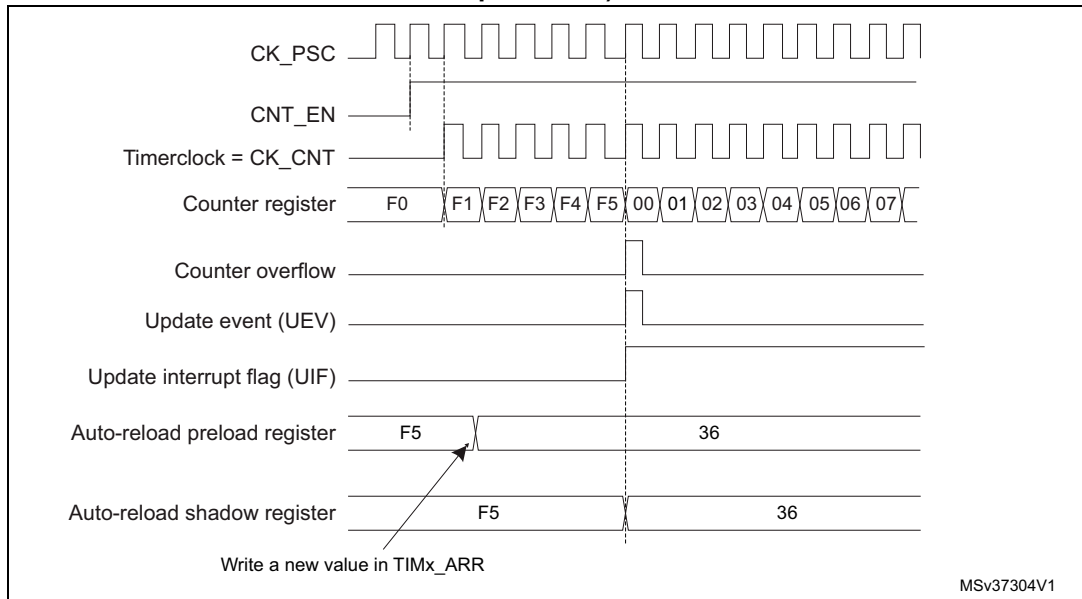 CK_PSC
CNT_EN
Timerclock = CK_CNT
Counter register F0 F1 F2 F3 F4 F5 00 01 02 03 04 05 06 07
Counter overflow
Update event (UEV)
Update interrupt flag (UIF)
Auto-reload preload register F5 36
Auto-reload shadow register F5 36
Write a new value in TIMx_ARR
MSv37304V1